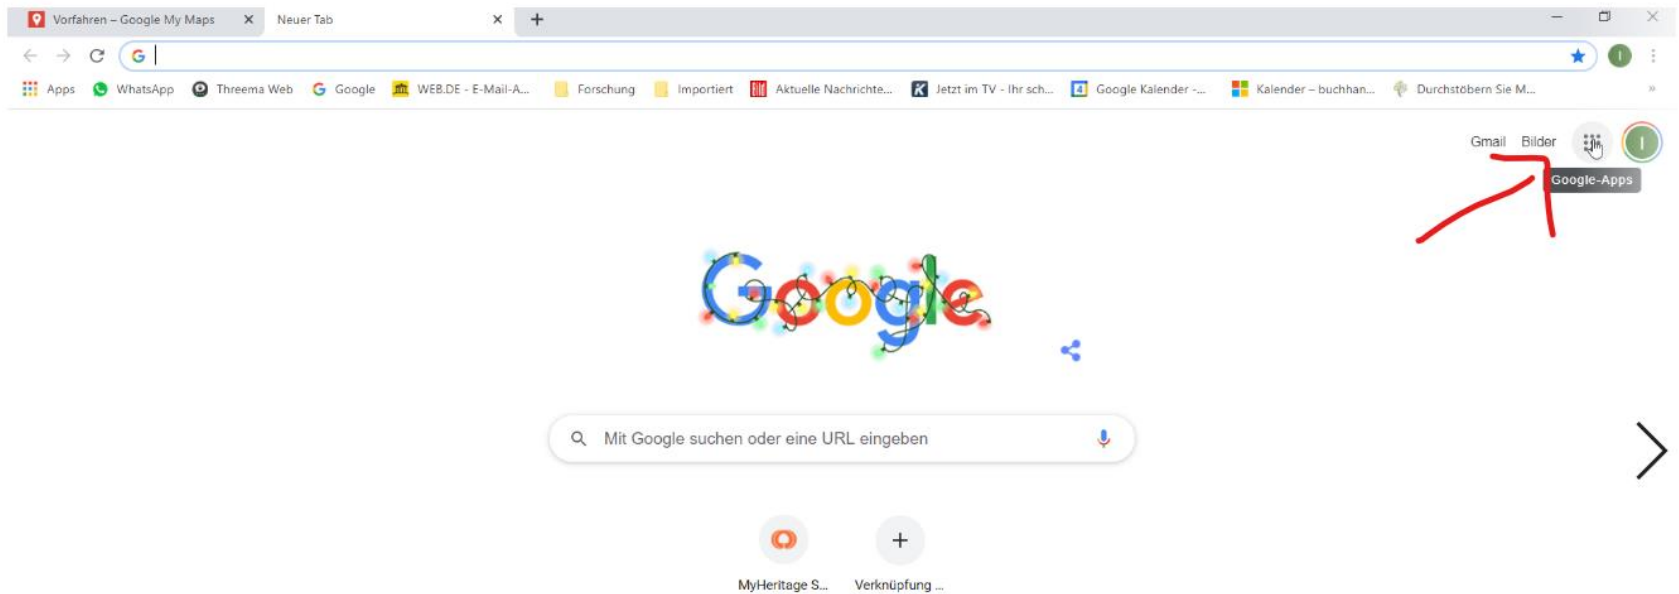 Vorfahren – Google My Maps
Neuer Tab
G
Apps WhatsApp Threema Web Google WEB.DE - E-Mail-A... Forschung Importiert Bild Aktuelle Nachrichte... K Jetzt im TV - Ihr sch... 4 Google Kalender -... Kalender – buchhan... Durchstöbern Sie M...
Gmail Bilder I
Google-Apps
Google
Mit Google suchen oder eine URL eingeben
MyHeritage S... Verknüpfung ...